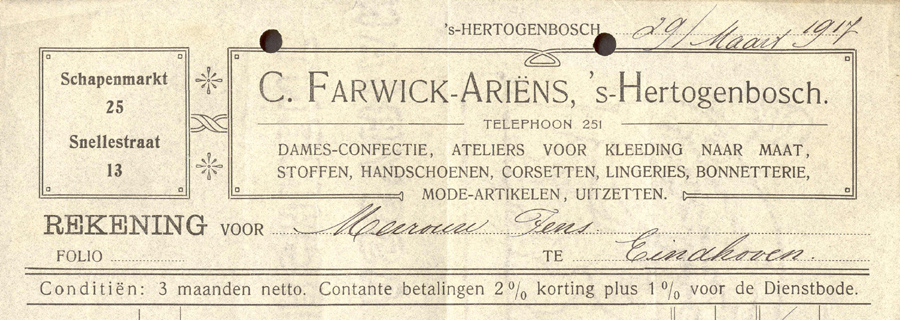 's-HERTOGENBOSCH, 29/ Maart 1917
Schapenmarkt
25
Snellestraat
13
C. FARWICK-ARIËNS, 's-Hertogenbosch.
TELEPHOON 251
DAMES-CONFECTIE, ATELIERS VOOR KLEEDING NAAR MAAT,
STOFFEN, HANDSCHOENEN, CORSETTEN, LINGERIES, BONNETTERIE,
MODE-ARTIKELEN, UITZETTEN.
REKENING VOOR Mevrouw Fens.
FOLIO TE Eindhoven.
Conditiën: 3 maanden netto. Contante betalingen 2% korting plus 1% voor de Dienstbode.